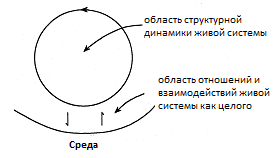 область структурной
динамики живой системы
область отношений и
взаимодействий живой
системы как целого
Среда